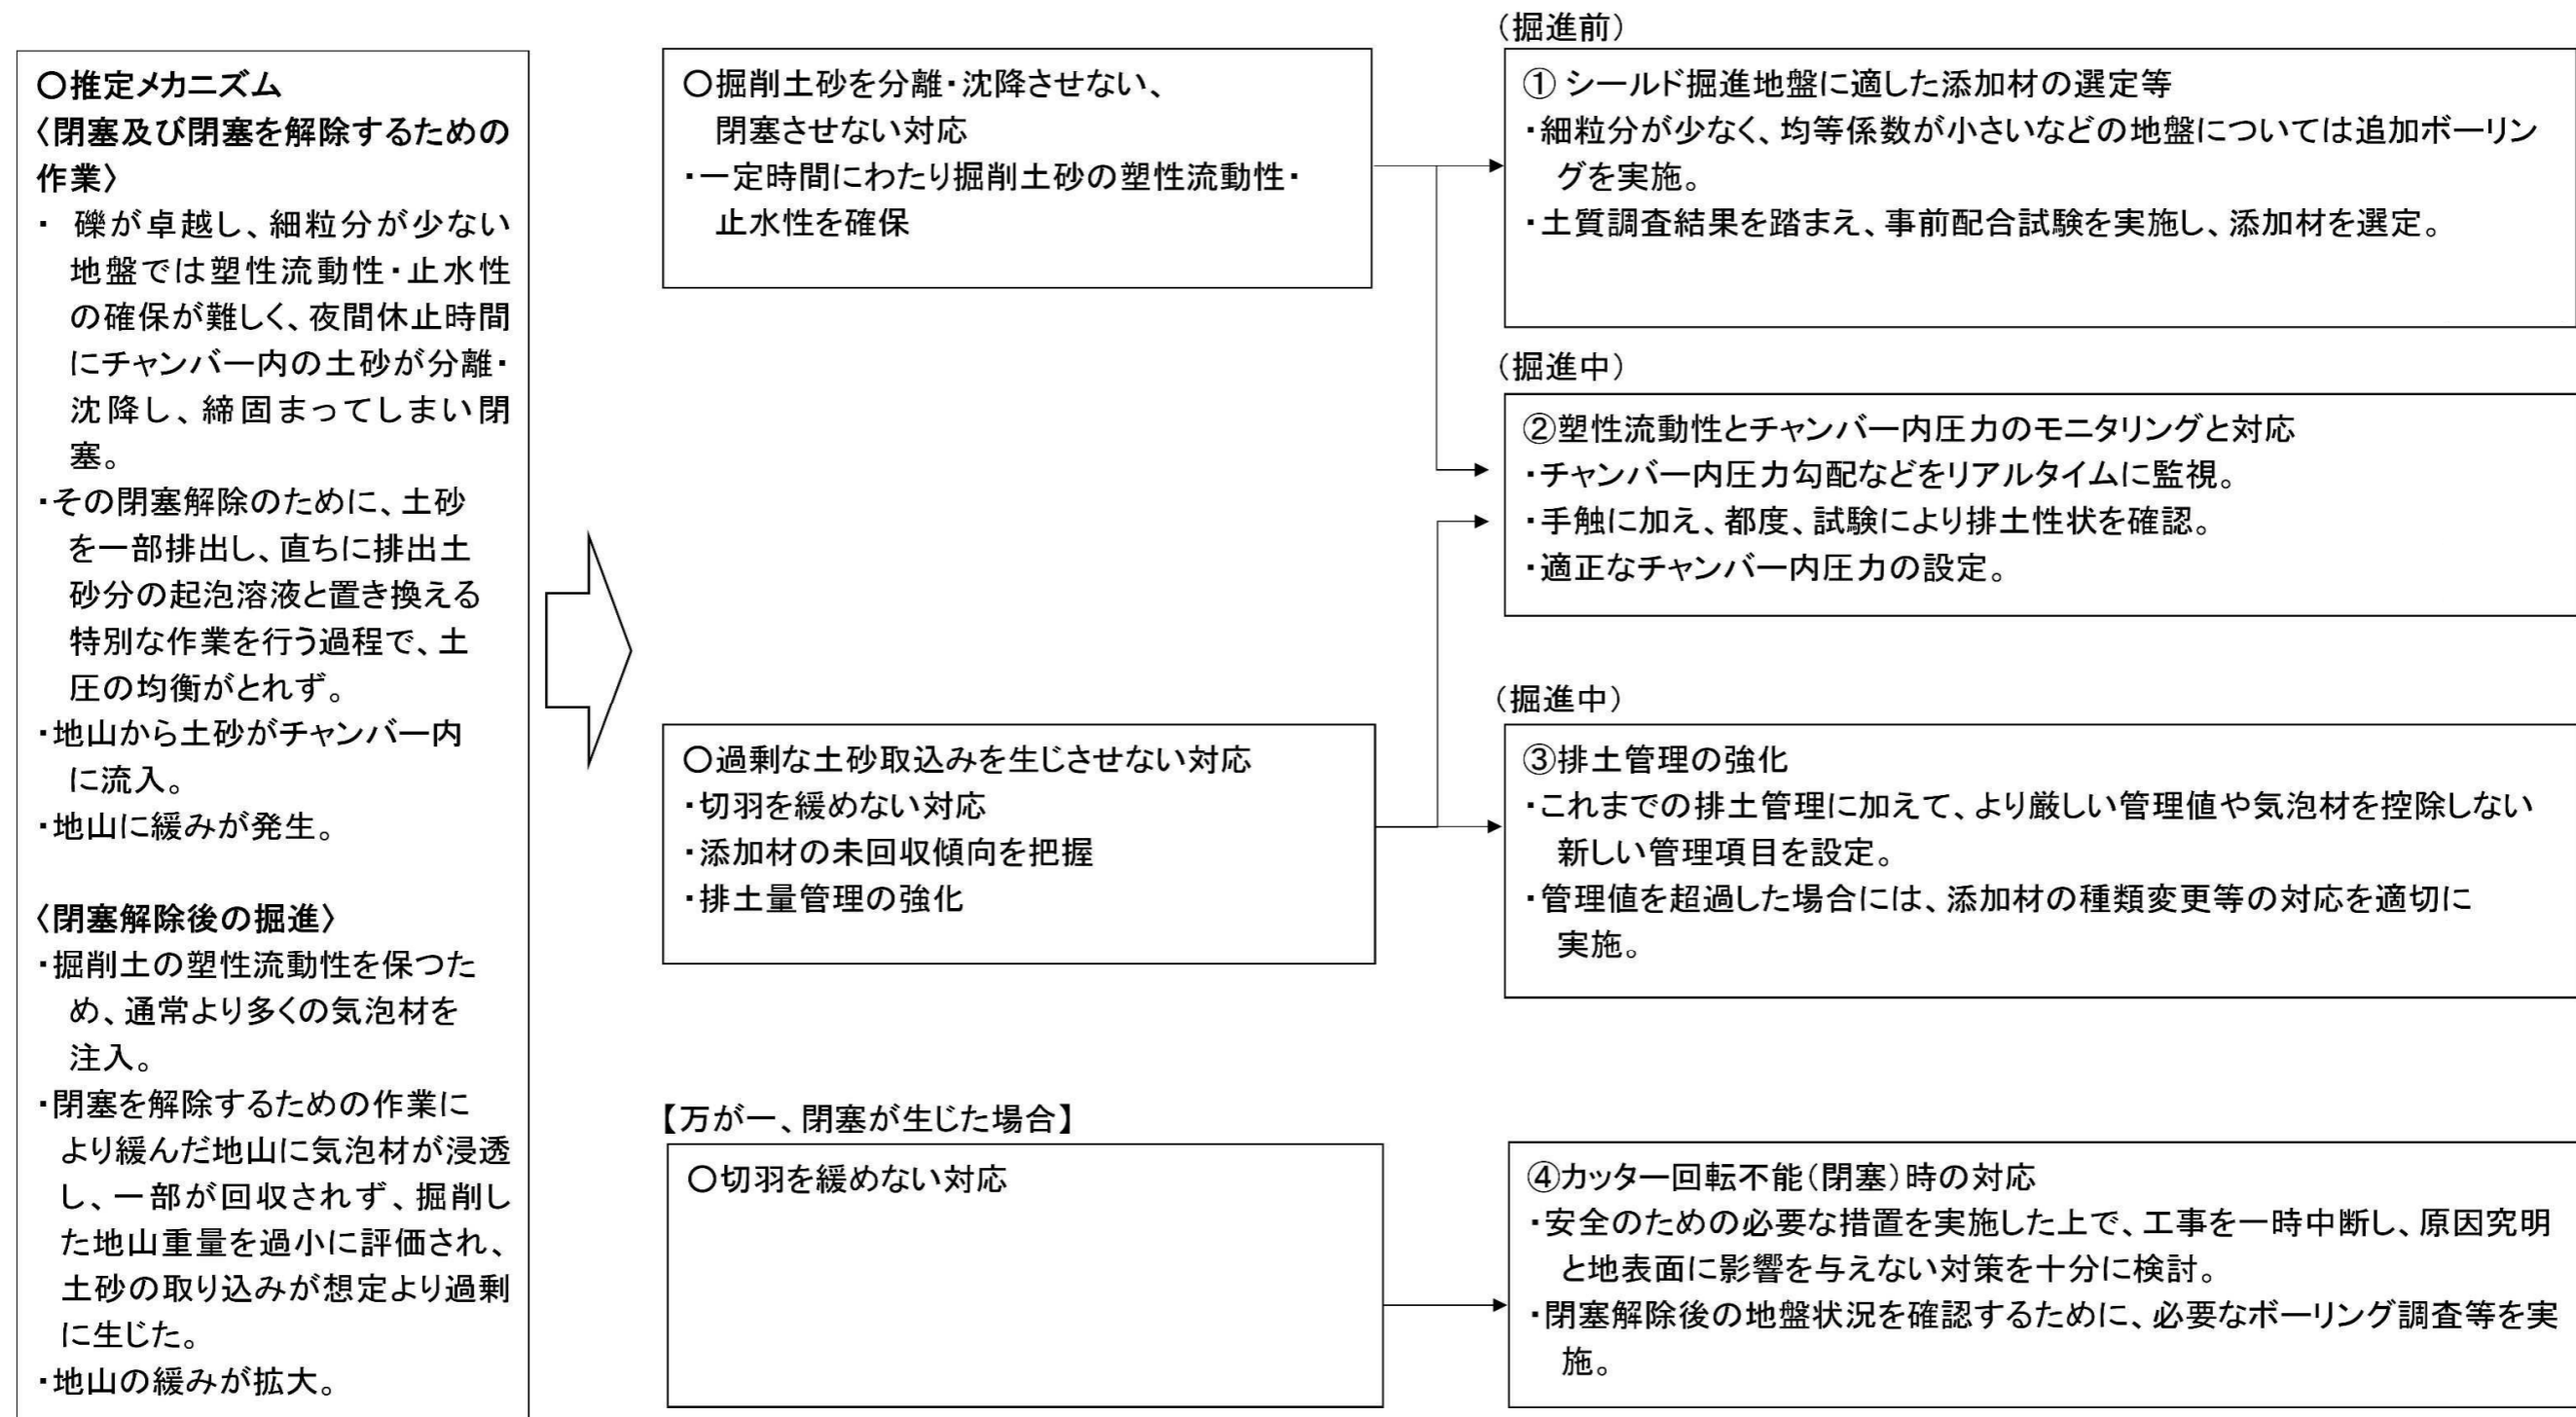 〇推定メカニズム
〈閉塞及び閉塞を解除するための
作業〉
・ 礫が卓越し、細粒分が少ない
地盤では塑性流動性・止水性
の確保が難しく、夜間休止時間
にチャンバー内の土砂が分離・
沈降し、締固まってしまい閉
塞。
・その閉塞解除のために、土砂
を一部排出し、直ちに排出土
砂分の起泡溶液と置き換える
特別な作業を行う過程で、土
圧の均衡がとれず。
・地山から土砂がチャンバー内
に流入。
・地山に緩みが発生。
〈閉塞解除後の掘進〉
・掘削土の塑性流動性を保つた
め、通常より多くの気泡材を
注入。
・閉塞を解除するための作業に
より緩んだ地山に気泡材が浸透
し、一部が回収されず、掘削し
た地山重量を過小に評価され、
土砂の取り込みが想定より過剰
に生じた。
・地山の緩みが拡大。
〇掘削土砂を分離・沈降させない、
閉塞させない対応
・一定時間にわたり掘削土砂の塑性流動性・
止水性を確保
（掘進前）
① シールド掘進地盤に適した添加材の選定等
・細粒分が少なく、均等係数が小さいなどの地盤については追加ボーリン
グを実施。
・土質調査結果を踏まえ、事前配合試験を実施し、添加材を選定。
（掘進中）
②塑性流動性とチャンバー内圧力のモニタリングと対応
・チャンバー内圧力勾配などをリアルタイムに監視。
・手触に加え、都度、試験により排土性状を確認。
・適正なチャンバー内圧力の設定。
〇過剰な土砂取込みを生じさせない対応
・切羽を緩めない対応
・添加材の未回収傾向を把握
・排土量管理の強化
（掘進中）
③排土管理の強化
・これまでの排土管理に加えて、より厳しい管理値や気泡材を控除しない
新しい管理項目を設定。
・管理値を超過した場合には、添加材の種類変更等の対応を適切に
実施。
【万が一、閉塞が生じた場合】
〇切羽を緩めない対応
④カッター回転不能（閉塞）時の対応
・安全のための必要な措置を実施した上で、工事を一時中断し、原因究明
と地表面に影響を与えない対策を十分に検討。
・閉塞解除後の地盤状況を確認するために、必要なボーリング調査等を実
施。